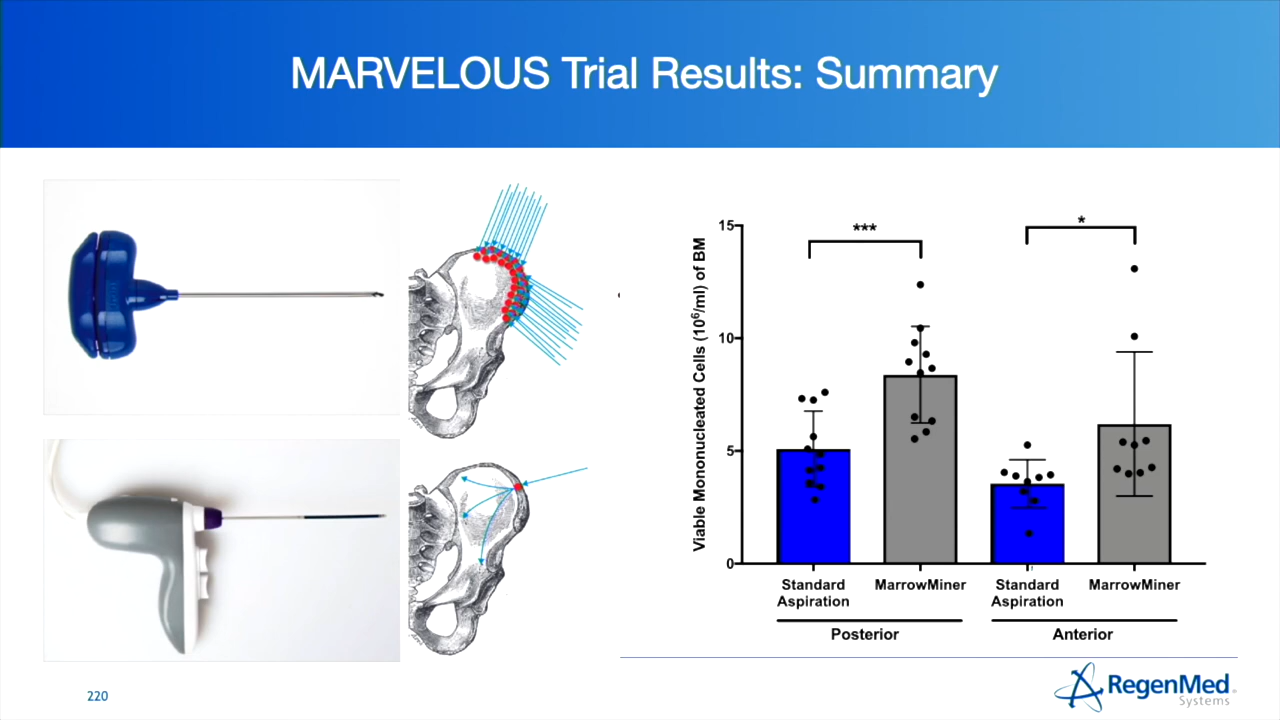 MARVELOUS Trial Results: Summary
Viable Mononucleated Cells (10⁶/ml) of BM
15
10
5
0
***
*
Standard
Aspiration
MarrowMiner
Standard
Aspiration
MarrowMiner
Posterior
Anterior
220
RegenMed
Systems